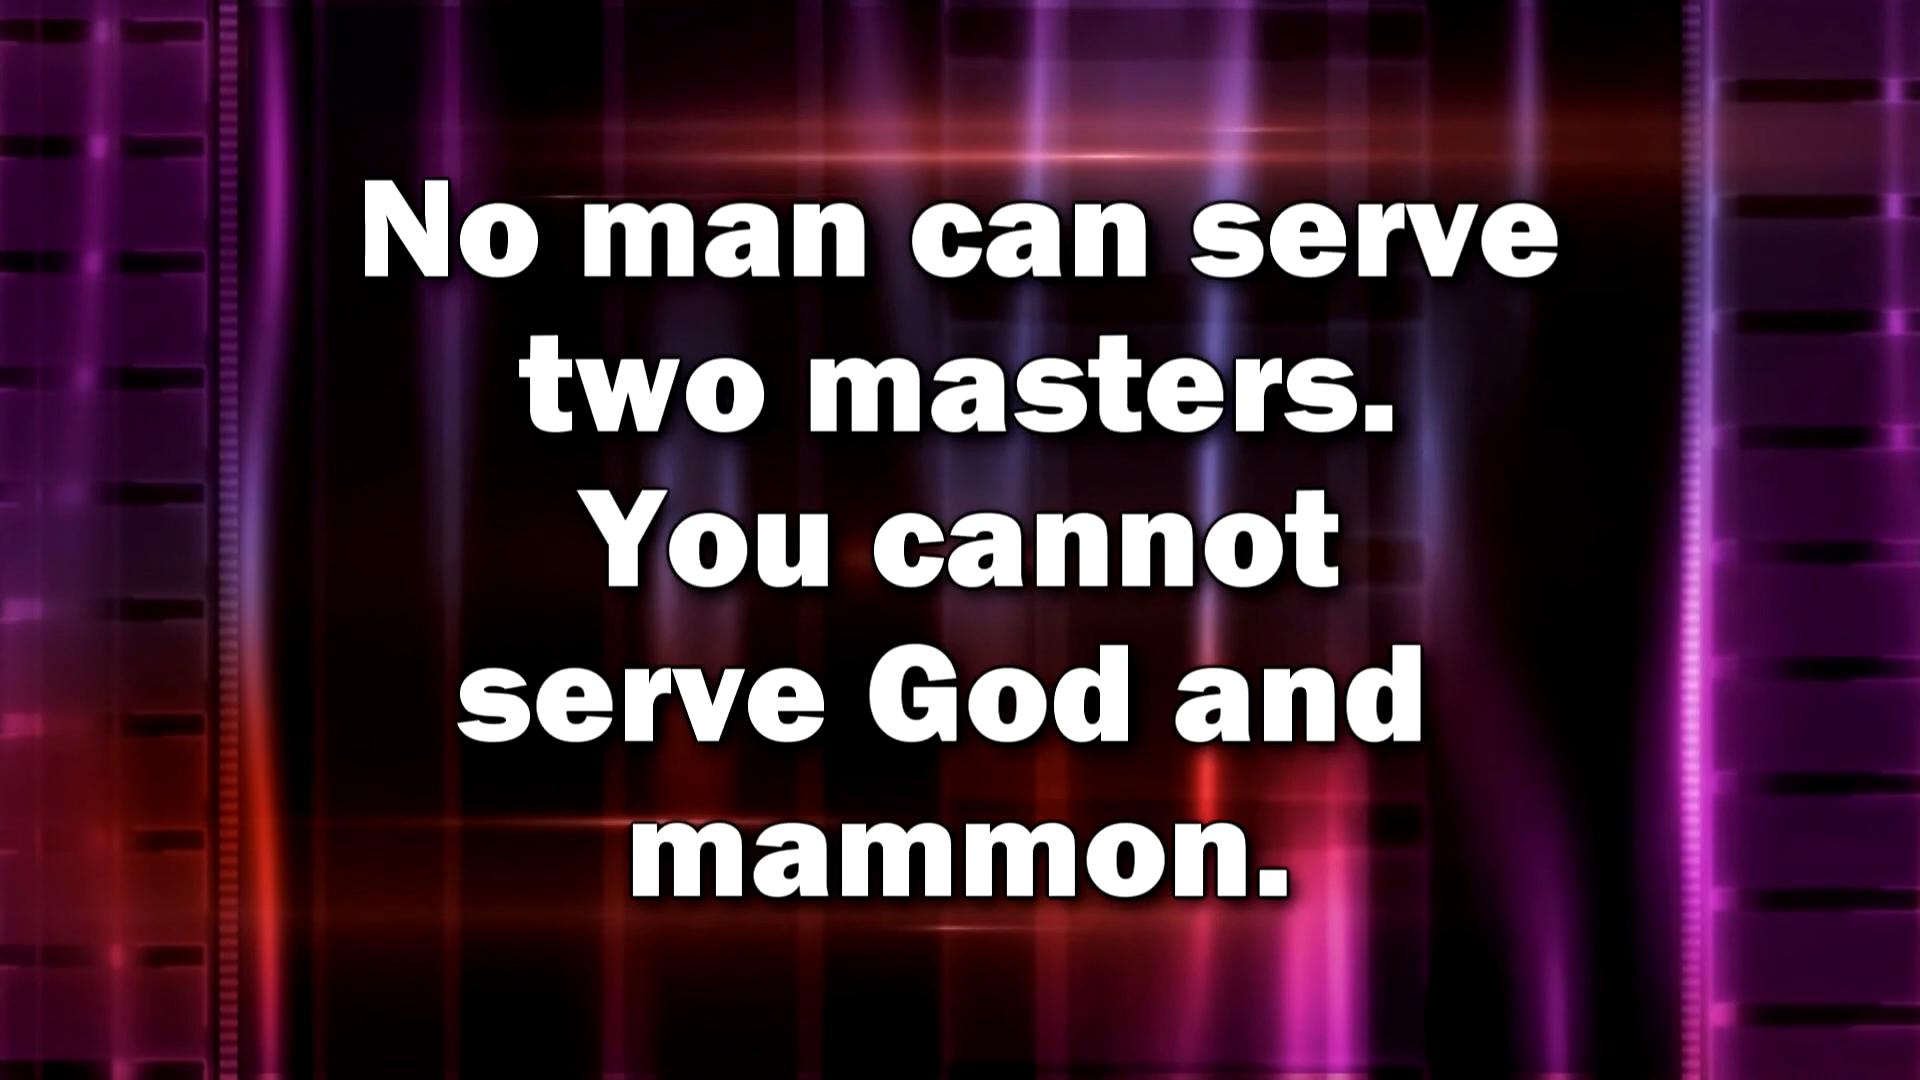 No man can serve
two masters.
You cannot
serve God and
mammon.